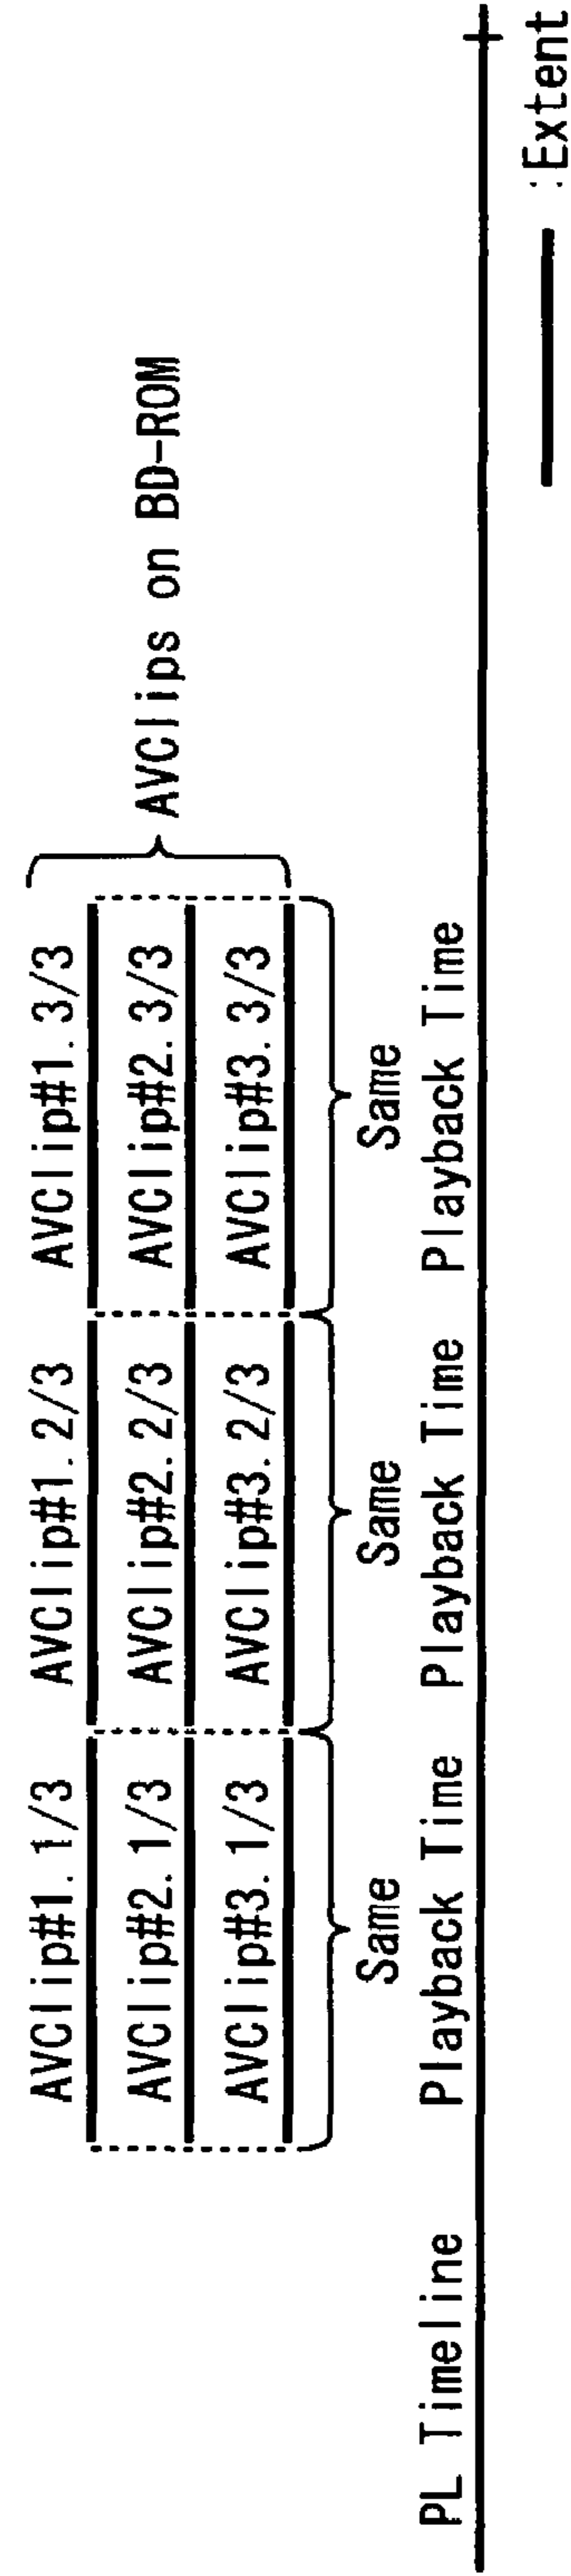 AVClip#1. 1/3 AVClip#1. 2/3 AVClip#1. 3/3
AVClip#2. 1/3 AVClip#2. 2/3 AVClip#2. 3/3
AVClip#3. 1/3 AVClip#3. 2/3 AVClip#3. 3/3
AVClips on BD-ROM
Same Same Same
PL Timeline Playback Time Playback Time Playback Time
:Extent